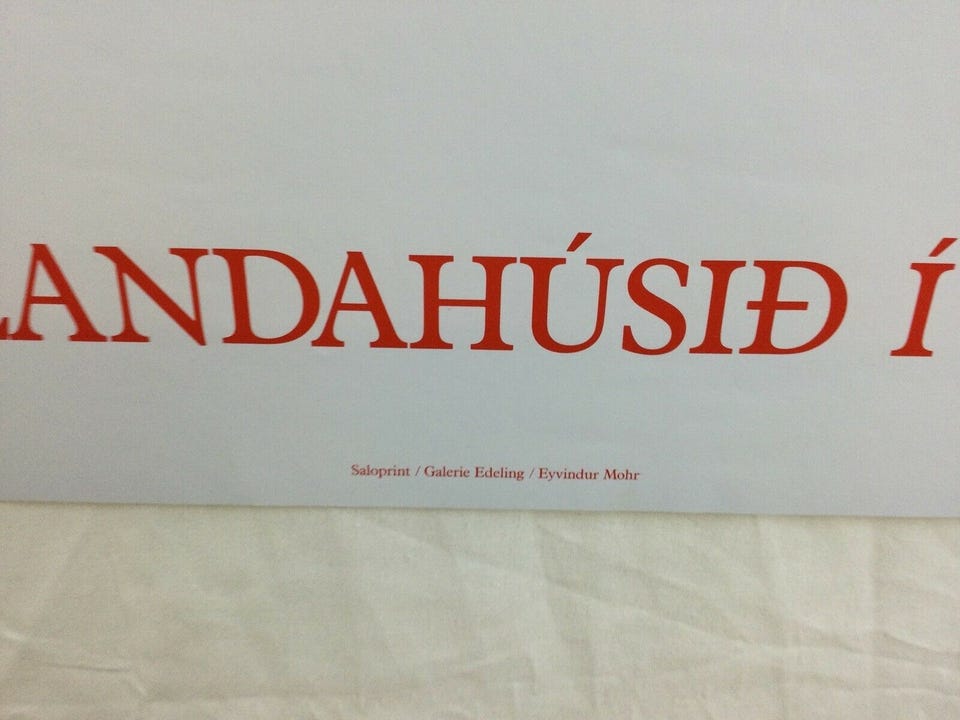 LANDAHÚSIÐ Í
Saloprint / Galerie Edeling / Eyvindur Mohr